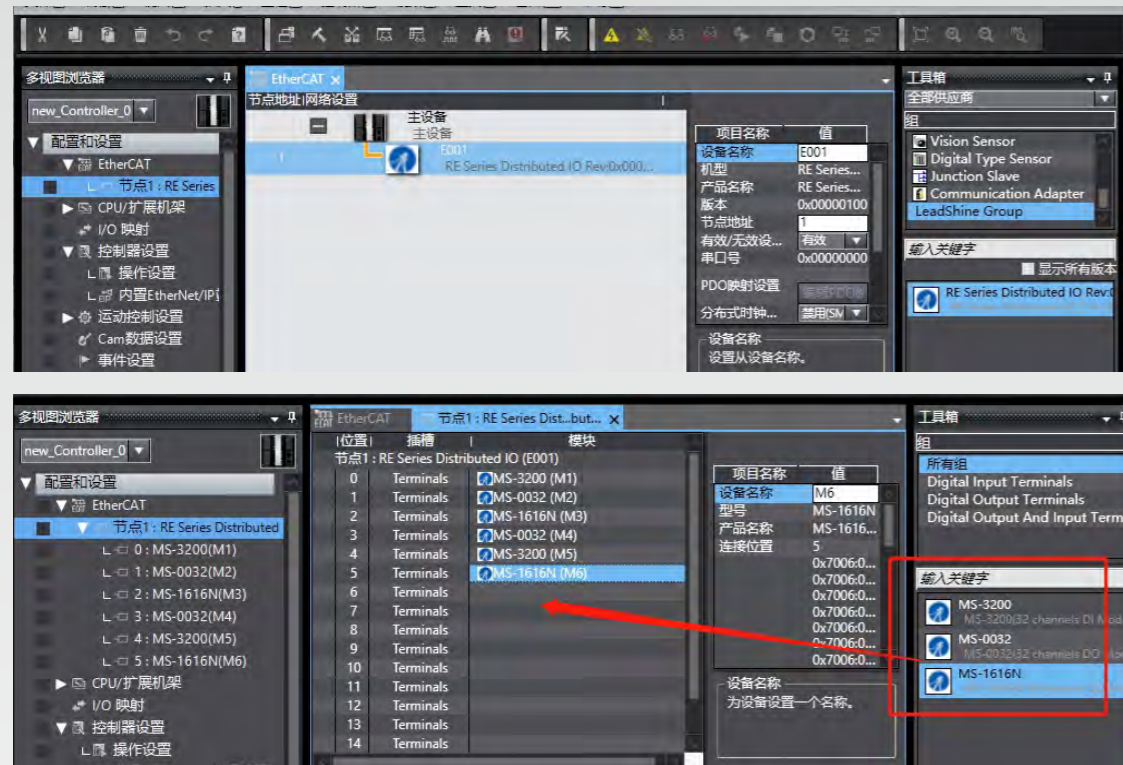 多视图浏览器
new_Controller_0
配置和设置
EtherCAT
节点1 : RE Series
CPU/扩展机架
I/O 映射
控制器设置
操作设置
内置EtherNet/IP
运动控制设置
Cam数据设置
事件设置
EtherCAT
节点地址|网络设置
主设备
主设备
1
E001
RE Series Distributed IO Rev:0x000...
项目名称 值
设备名称 E001
机型 RE Series...
产品名称 RE Series...
版本 0x00000100
节点地址 1
有效/无效设... 有效
串口号 0x00000000
PDO映射设置
分布式时钟... 禁用(SM
设备名称
设置从设备名称。
工具箱
全部供应商
组
Vision Sensor
Digital Type Sensor
Junction Slave
Communication Adapter
LeadShine Group
输入关键字
显示所有版本
RE Series Distributed IO Rev:
多视图浏览器
new_Controller_0
配置和设置
EtherCAT
节点1 : RE Series Distributed
0 : MS-3200(M1)
1 : MS-0032(M2)
2 : MS-1616N(M3)
3 : MS-0032(M4)
4 : MS-3200(M5)
5 : MS-1616N(M6)
CPU/扩展机架
I/O 映射
控制器设置
操作设置
EtherCAT 节点1 : RE Series Dist...but...
|位置| 插槽 | 模块
节点1 : RE Series Distributed IO (E001)
0 Terminals MS-3200 (M1)
1 Terminals MS-0032 (M2)
2 Terminals MS-1616N (M3)
3 Terminals MS-0032 (M4)
4 Terminals MS-3200 (M5)
5 Terminals MS-1616N (M6)
6 Terminals
7 Terminals
8 Terminals
9 Terminals
10 Terminals
11 Terminals
12 Terminals
13 Terminals
14 Terminals
项目名称 值
设备名称 M6
型号 MS-1616N
产品名称 MS-1616...
连接位置 5
0x7006:0...
0x7006:0...
0x7006:0...
0x7006:0...
0x7006:0...
0x7006:0...
0x7006:0...
设备名称
为设备设置一个名称。
工具箱
组
所有组
Digital Input Terminals
Digital Output Terminals
Digital Output And Input Term
输入关键字
MS-3200
MS-3200(32 channels DI Mod
MS-0032
MS-0032(32 channels DO
MS-1616N